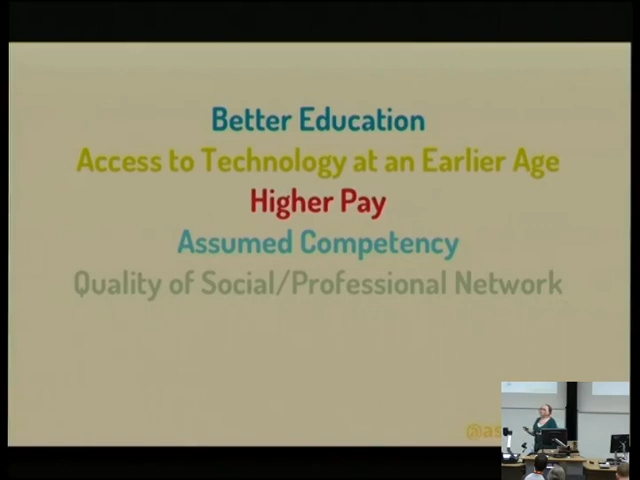 Better Education
Access to Technology at an Earlier Age
Higher Pay
Assumed Competency
Quality of Social/Professional Network